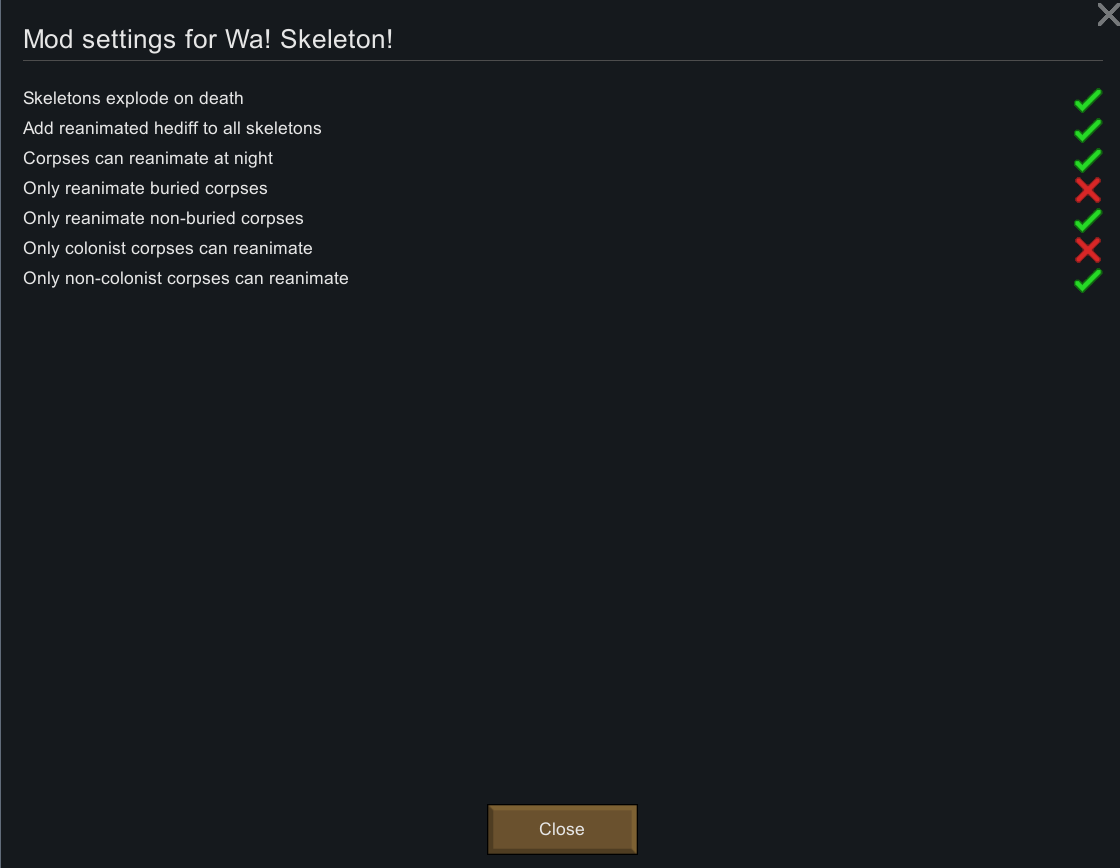 Mod settings for Wa! Skeleton!
Skeletons explode on death
Add reanimated hediff to all skeletons
Corpses can reanimate at night
Only reanimate buried corpses
Only reanimate non-buried corpses
Only colonist corpses can reanimate
Only non-colonist corpses can reanimate
Close